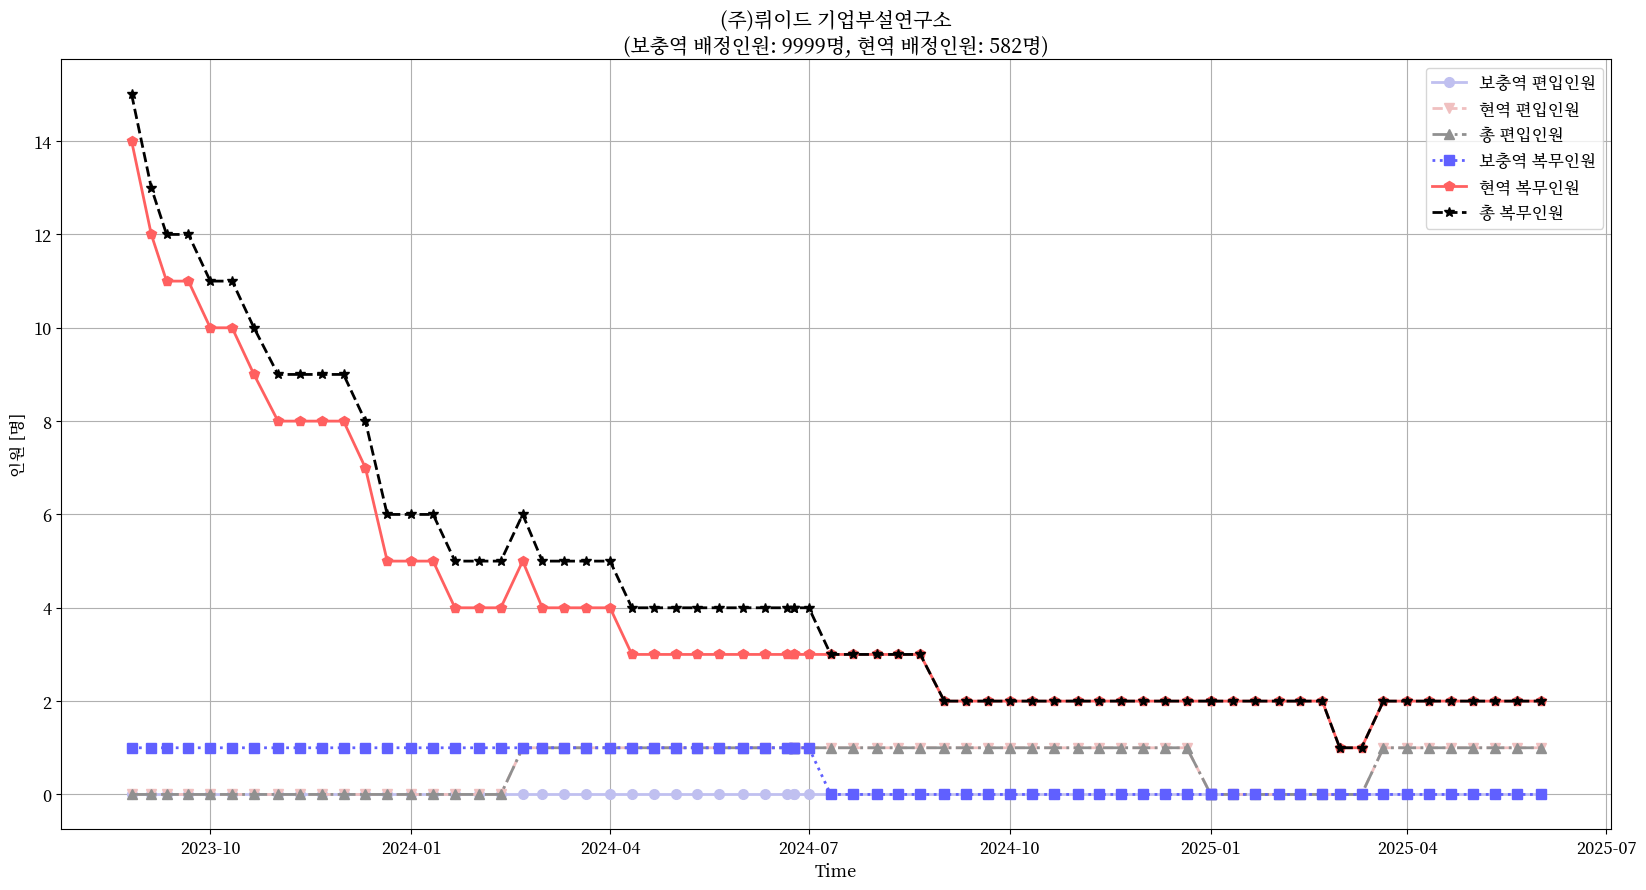 (주)뤼이드 기업부설연구소
(보충역 배정인원: 9999명, 현역 배정인원: 582명)
보충역 편입인원
현역 편입인원
총 편입인원
보충역 복무인원
현역 복무인원
총 복무인원
인원 [명]
14
12
10
8
6
4
2
0
2023-10
2024-01
2024-04
2024-07
2024-10
2025-01
2025-04
2025-07
Time